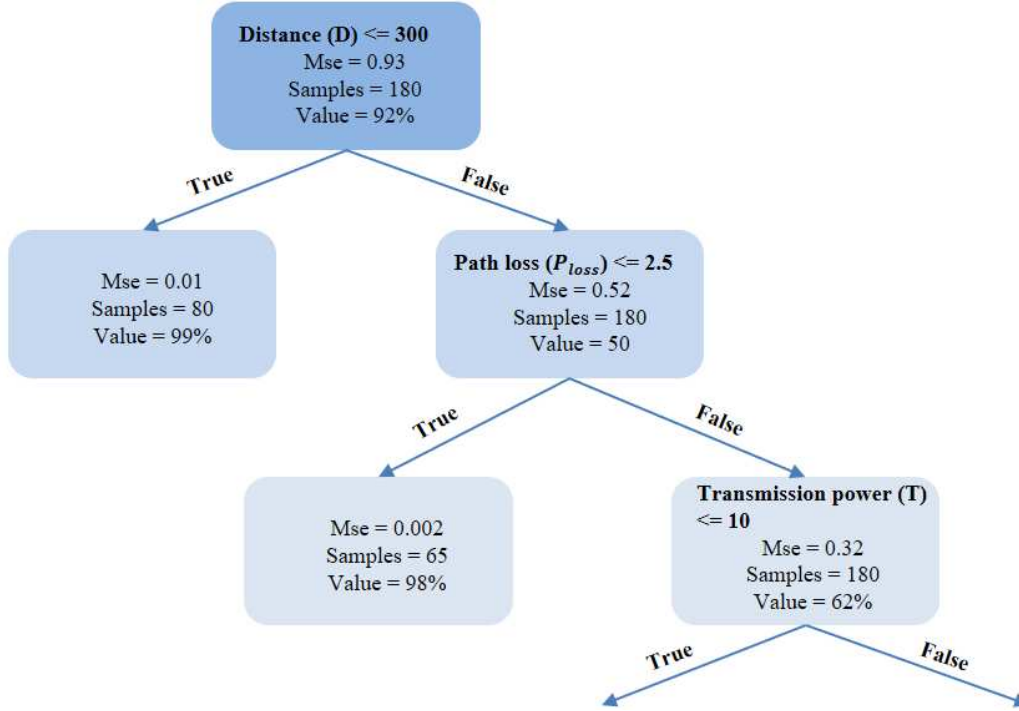 Distance (D) <= 300
Mse = 0.93
Samples = 180
Value = 92%
True
False
Mse = 0.01
Samples = 80
Value = 99%
Path loss (P_loss) <= 2.5
Mse = 0.52
Samples = 180
Value = 50
True
False
Mse = 0.002
Samples = 65
Value = 98%
Transmission power (T)
<= 10
Mse = 0.32
Samples = 180
Value = 62%
True
False